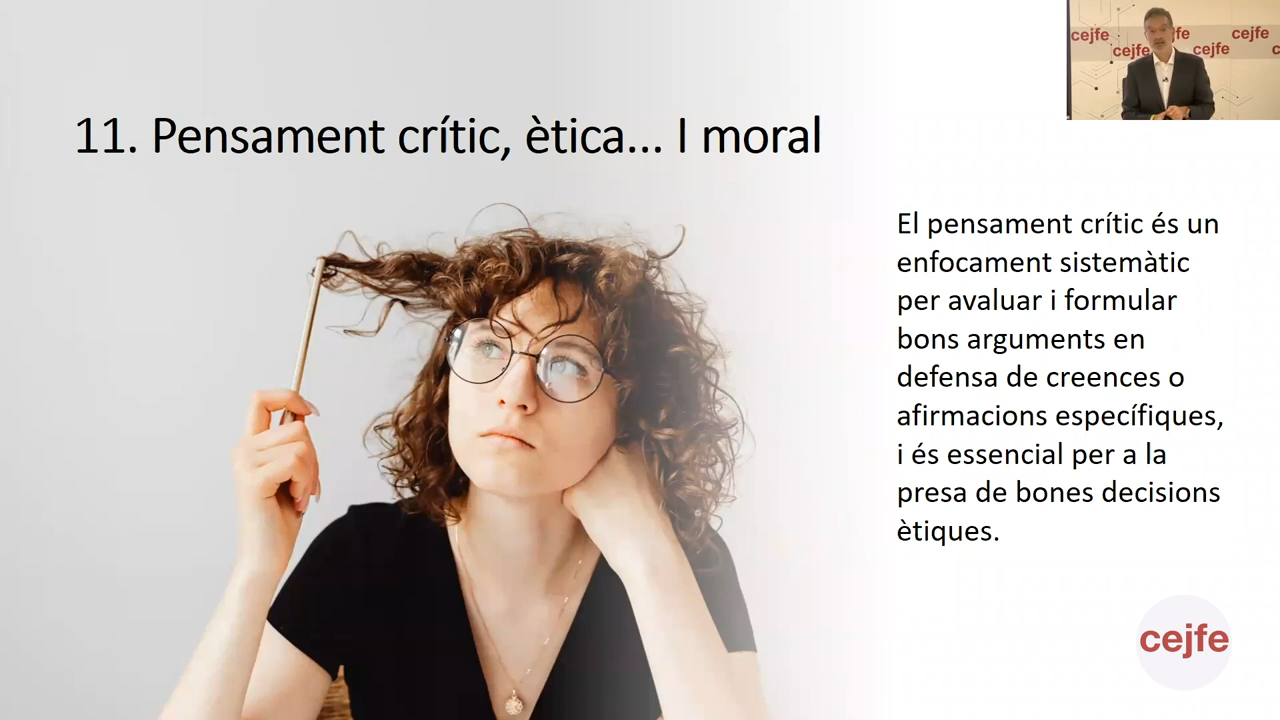 cejfe
cejfe
fe
cejfe
cejfe
c
11. Pensament crític, ètica... I moral
El pensament crític és un
enfocament sistemàtic
per avaluar i formular
bons arguments en
defensa de creences o
afirmacions específiques,
i és essencial per a la
presa de bones decisions
ètiques.
cejfe